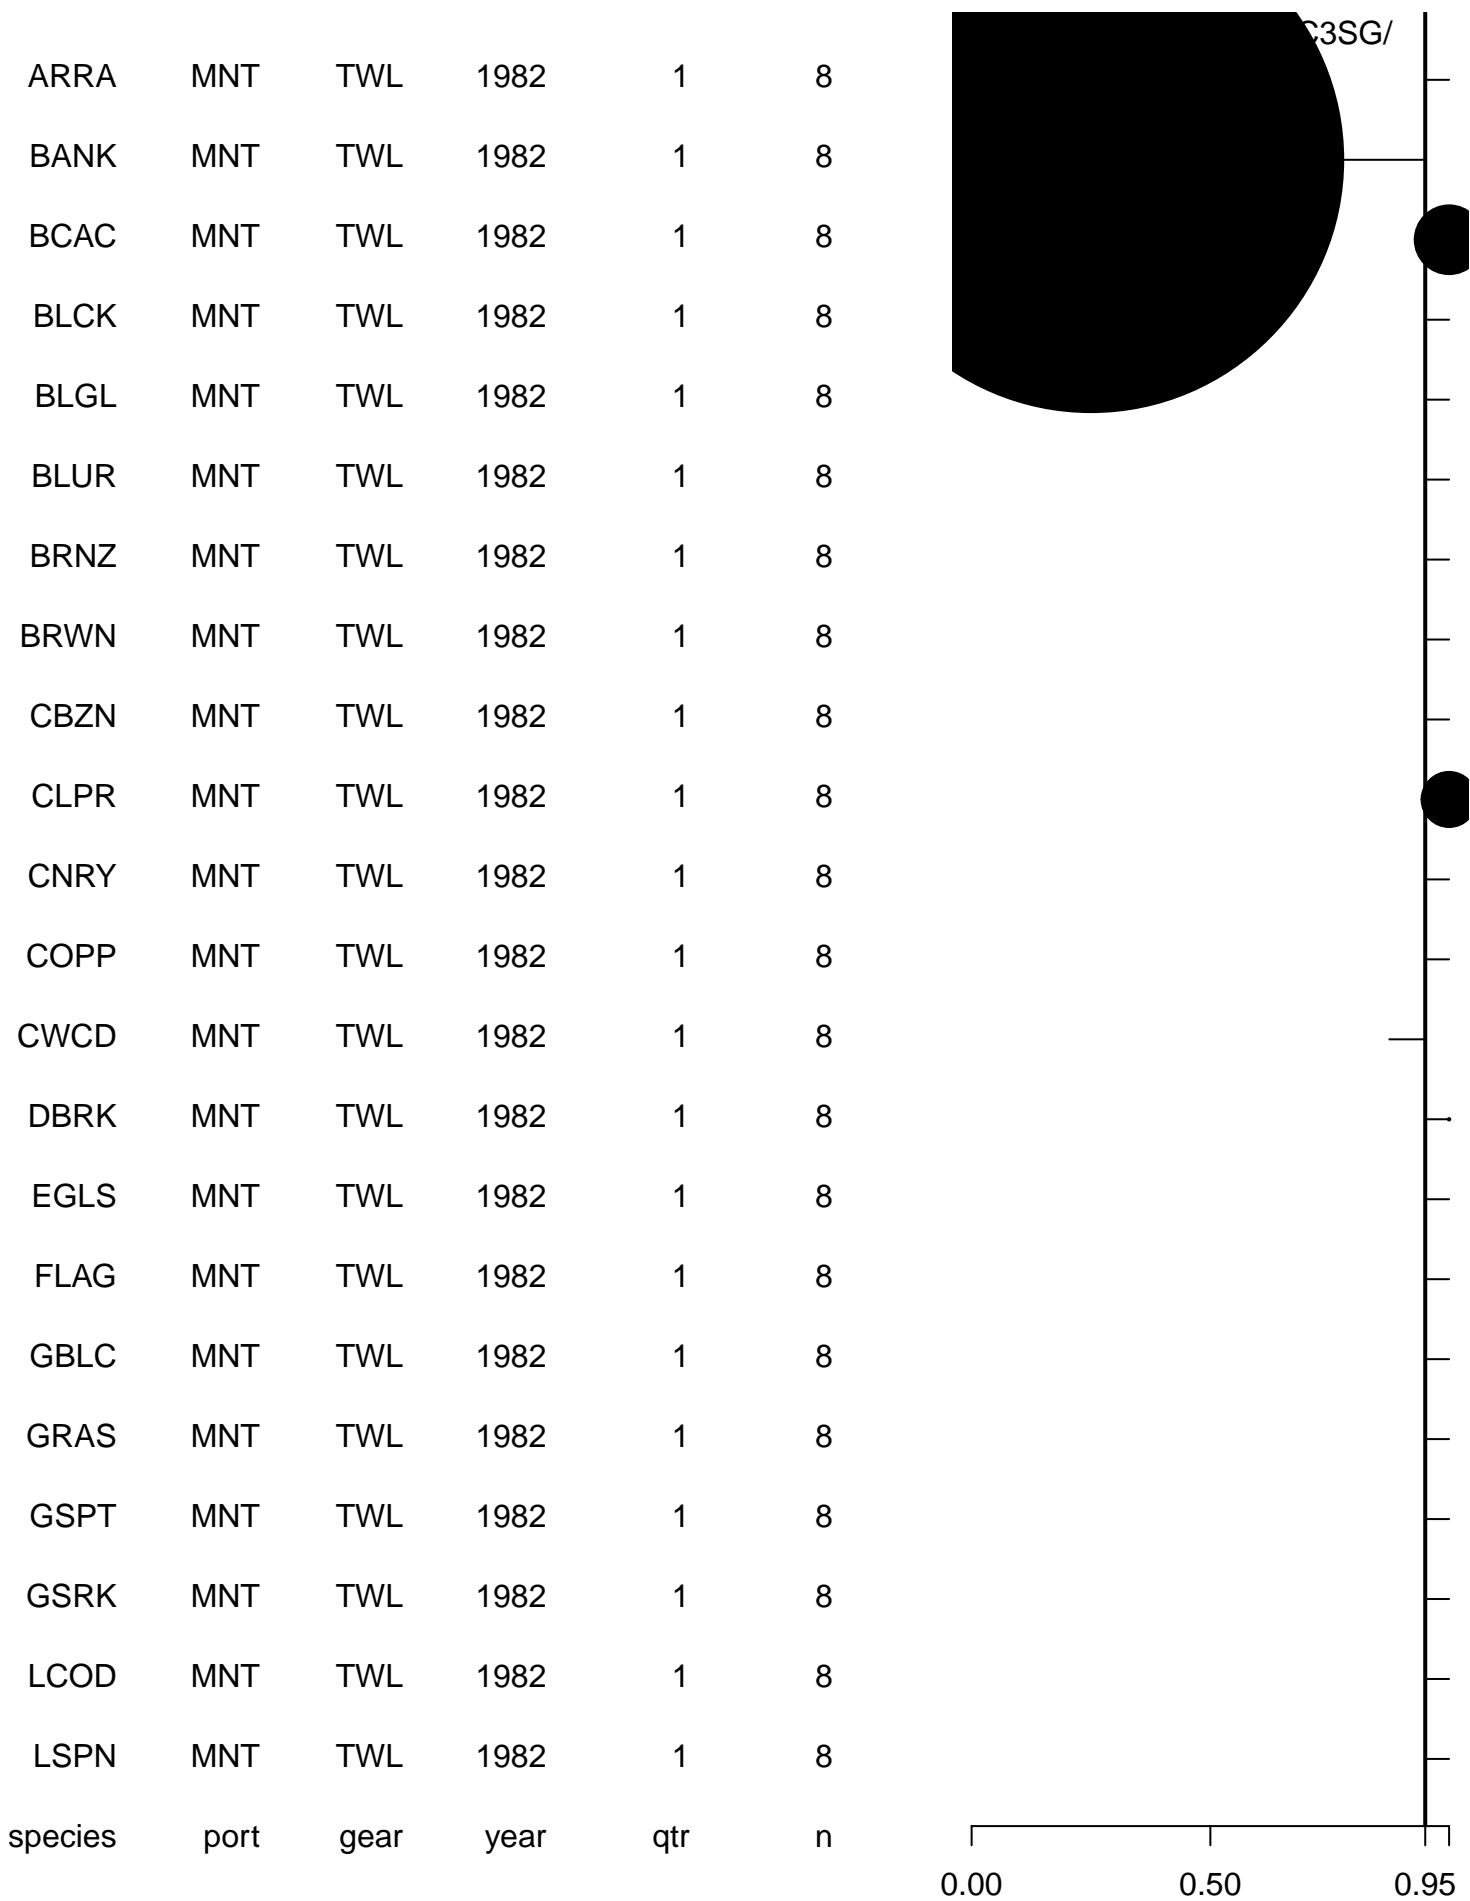 C3SG/
ARRA MNT TWL 1982 1 8
BANK MNT TWL 1982 1 8
BCAC MNT TWL 1982 1 8
BLCK MNT TWL 1982 1 8
BLGL MNT TWL 1982 1 8
BLUR MNT TWL 1982 1 8
BRNZ MNT TWL 1982 1 8
BRWN MNT TWL 1982 1 8
CBZN MNT TWL 1982 1 8
CLPR MNT TWL 1982 1 8
CNRY MNT TWL 1982 1 8
COPP MNT TWL 1982 1 8
CWCD MNT TWL 1982 1 8
DBRK MNT TWL 1982 1 8
EGLS MNT TWL 1982 1 8
FLAG MNT TWL 1982 1 8
GBLC MNT TWL 1982 1 8
GRAS MNT TWL 1982 1 8
GSPT MNT TWL 1982 1 8
GSRK MNT TWL 1982 1 8
LCOD MNT TWL 1982 1 8
LSPN MNT TWL 1982 1 8
species port gear year qtr n
0.00 0.50 0.95